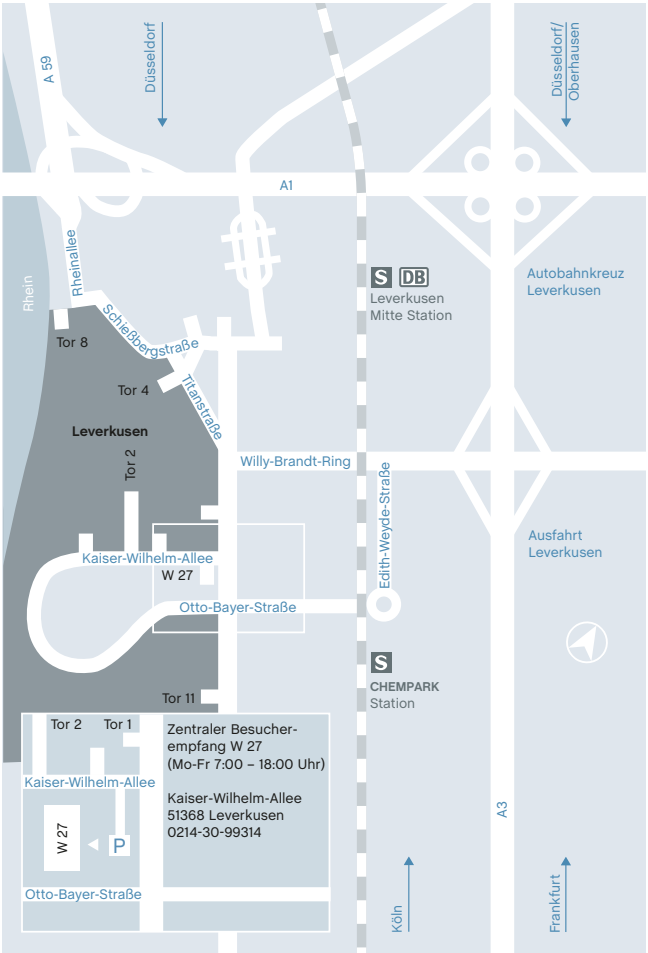 A 59
Düsseldorf
Düsseldorf/
Oberhausen
A1
Rhein
Rheinallee
S DB
Leverkusen
Mitte Station
Autobahnkreuz
Leverkusen
Schießbergstraße
Tor 8
Tor 4
Titanstraße
Leverkusen
Tor 2
Willy-Brandt-Ring
Edith-Weyde-Straße
Ausfahrt
Leverkusen
Kaiser-Wilhelm-Allee
W 27
Otto-Bayer-Straße
S
CHEMPARK
Station
Tor 11
Tor 2
Tor 1
Zentraler Besucher-
empfang W 27
(Mo-Fr 7:00 – 18:00 Uhr)
Kaiser-Wilhelm-Allee
51368 Leverkusen
0214-30-99314
Kaiser-Wilhelm-Allee
W 27
P
Otto-Bayer-Straße
A3
Köln
Frankfurt